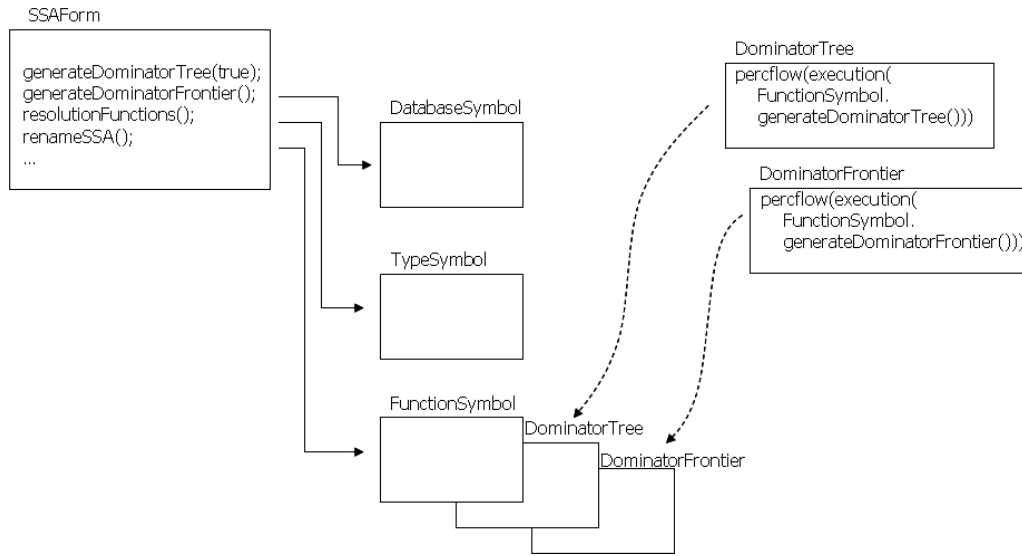 SSAForm
generateDominatorTree(true);
generateDominatorFrontier();
resolutionFunctions();
renameSSA();
...
DatabaseSymbol
TypeSymbol
FunctionSymbol
DominatorTree
DominatorFrontier
DominatorTree
percflow(execution(
FunctionSymbol.
generateDominatorTree()))
DominatorFrontier
percflow(execution(
FunctionSymbol.
generateDominatorFrontier()))